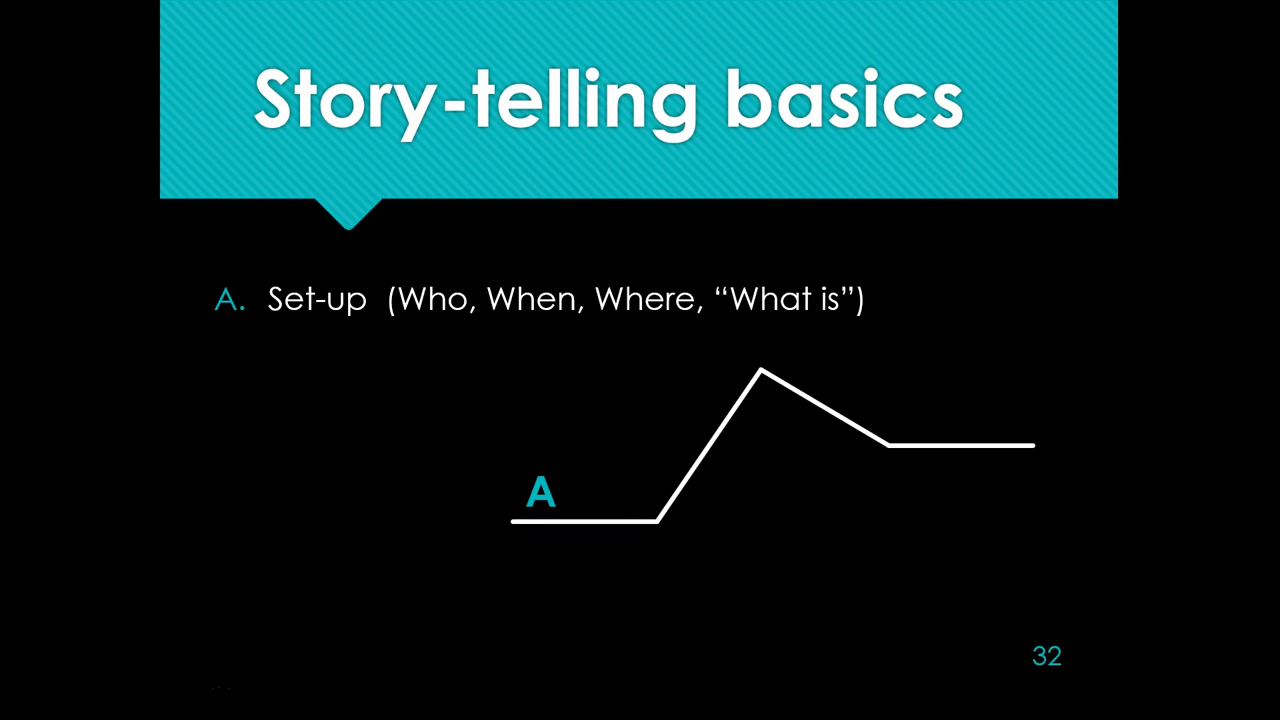 Story-telling basics
A. Set-up (Who, When, Where, “What is”)
A
32